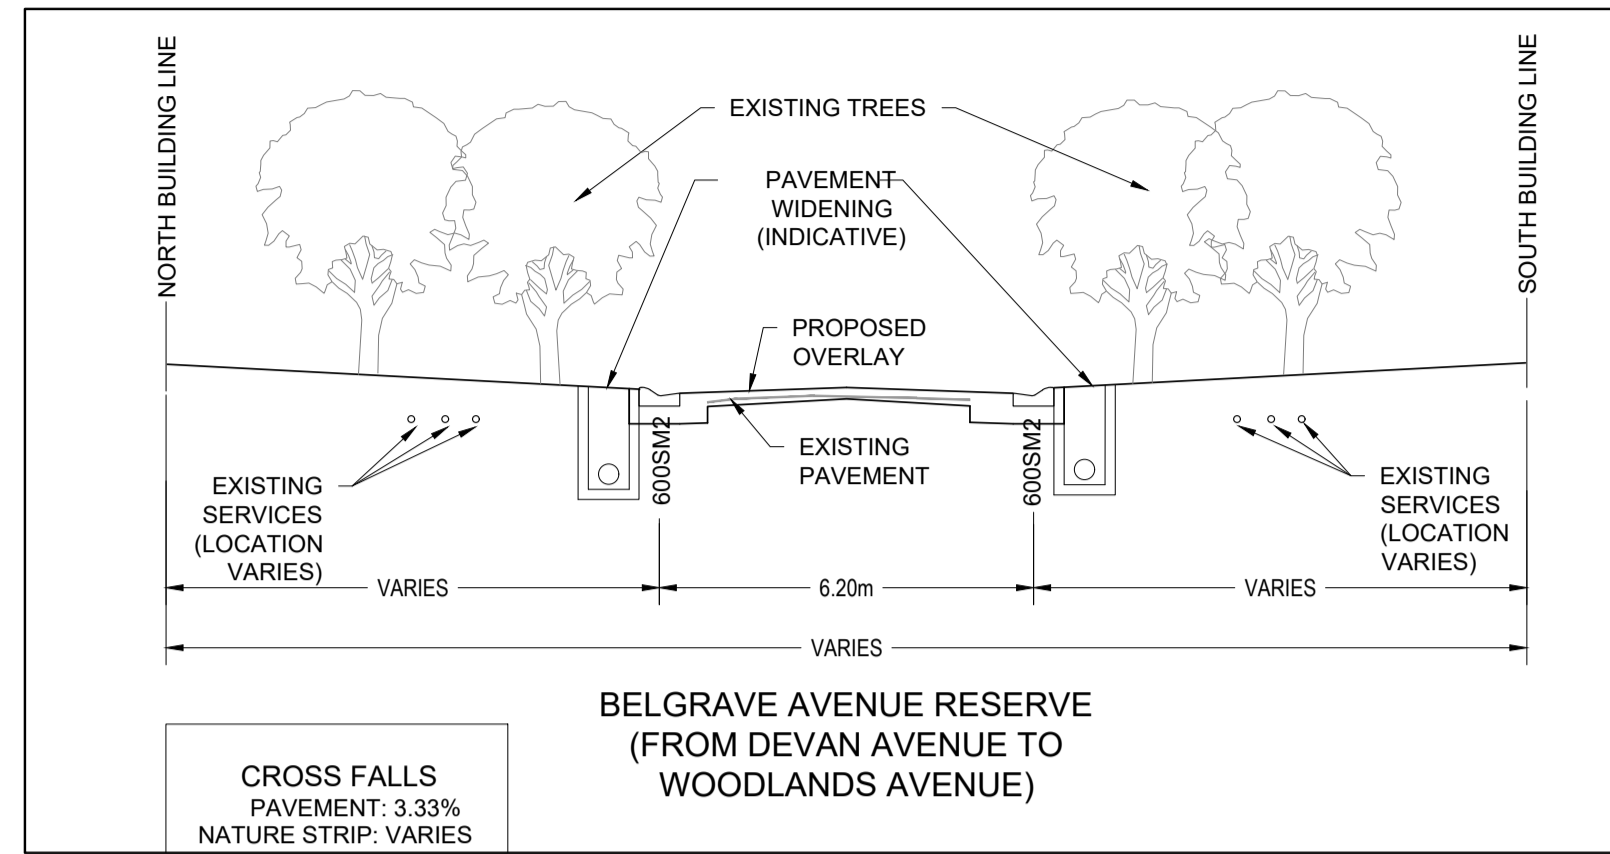 NORTH BUILDING LINE
SOUTH BUILDING LINE
EXISTING TREES
PAVEMENT
WIDENING
(INDICATIVE)
PROPOSED
OVERLAY
EXISTING
PAVEMENT
600SM2
600SM2
EXISTING
SERVICES
(LOCATION
VARIES)
EXISTING
SERVICES
(LOCATION
VARIES)
VARIES
6.20m
VARIES
VARIES
BELGRAVE AVENUE RESERVE
(FROM DEVAN AVENUE TO
WOODLANDS AVENUE)
CROSS FALLS
PAVEMENT: 3.33%
NATURE STRIP: VARIES